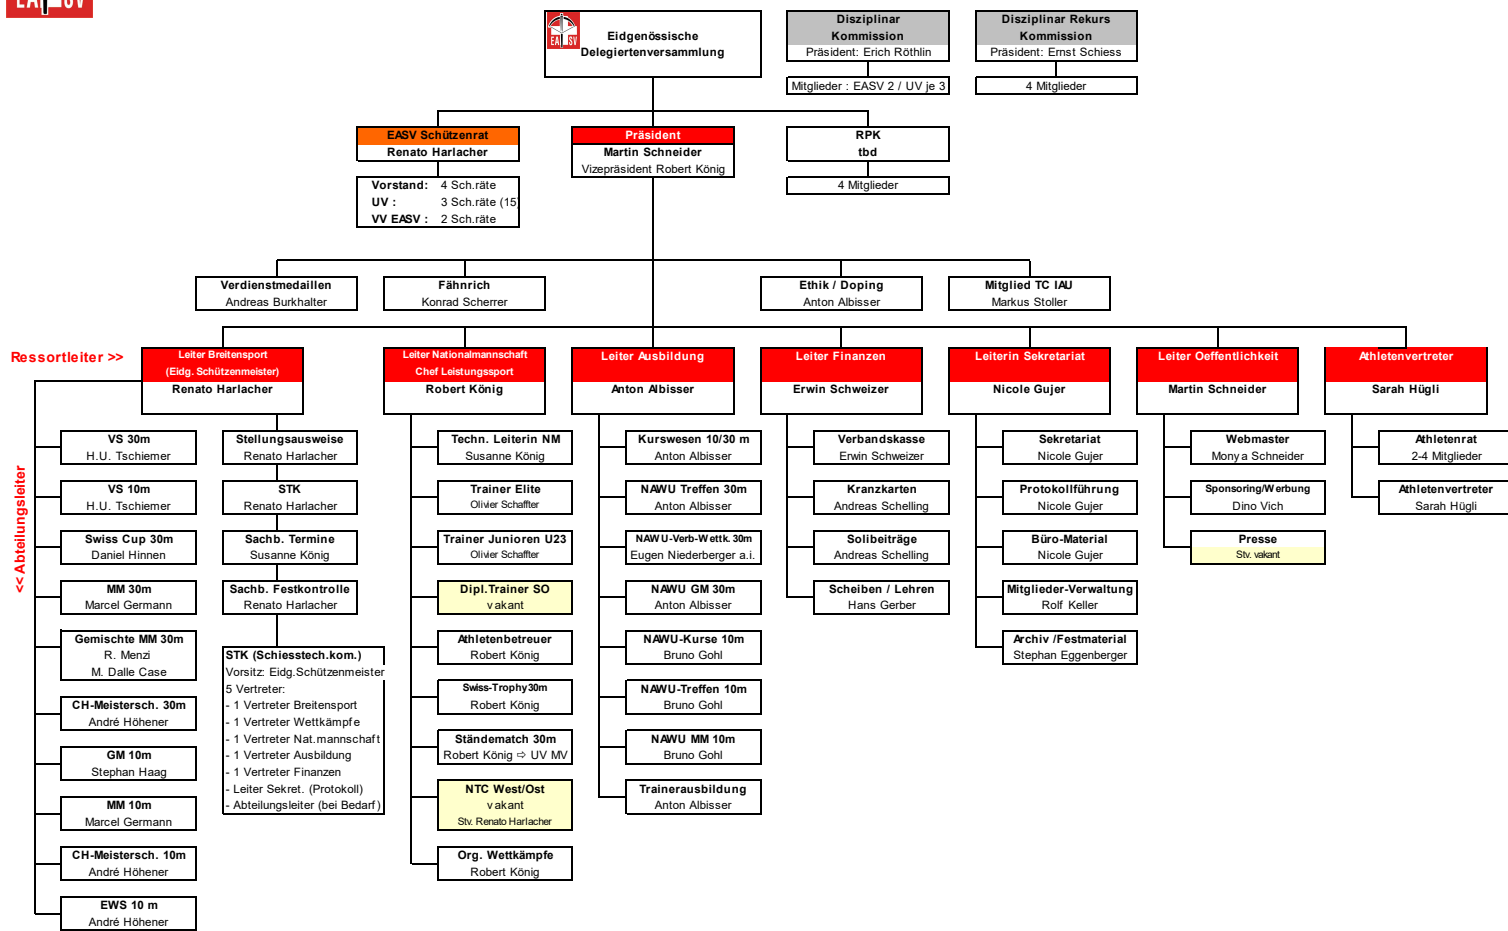 EA SV
EA SV
Eidgenössische
Delegiertenversammlung
Disziplinar
Kommission
Präsident: Erich Röthlin
Mitglieder : EASV 2 / UV je 3
Disziplinar Rekurs
Kommission
Präsident: Ernst Schiess
4 Mitglieder
EASV Schützenrat
Renato Harlacher
Vorstand: 4 Sch.räte
UV : 3 Sch.räte (15)
VV EASV : 2 Sch.räte
Präsident
Martin Schneider
Vizepräsident Robert König
RPK
tbd
4 Mitglieder
Verdienstmedaillen
Andreas Burkhalter
Fähnrich
Konrad Scherrer
Ethik / Doping
Anton Albisser
Mitglied TC IAU
Markus Stoller
Ressortleiter >>
<< Abteilungsleiter
Leiter Breitensport
(Eidg. Schützenmeister)
Renato Harlacher
VS 30m
H.U. Tschiemer
VS 10m
H.U. Tschiemer
Swiss Cup 30m
Daniel Hinnen
MM 30m
Marcel Germann
Gemischte MM 30m
R. Menzi
M. Dalle Case
CH-Meistersch. 30m
André Höhener
GM 10m
Stephan Haag
MM 10m
Marcel Germann
CH-Meistersch. 10m
André Höhener
EWS 10 m
André Höhener
Stellungsausweise
Renato Harlacher
STK
Renato Harlacher
Sachb. Termine
Susanne König
Sachb. Festkontrolle
Renato Harlacher
STK (Schiesstech.kom.)
Vorsitz: Eidg.Schützenmeister
5 Vertreter:
- 1 Vertreter Breitensport
- 1 Vertreter Wettkämpfe
- 1 Vertreter Nat.mannschaft
- 1 Vertreter Ausbildung
- 1 Vertreter Finanzen
- Leiter Sekret. (Protokoll)
- Abteilungsleiter (bei Bedarf)
Leiter Nationalmannschaft
Chef Leistungssport
Robert König
Techn. Leiterin NM
Susanne König
Trainer Elite
Olivier Schaffter
Trainer Junioren U23
Olivier Schaffter
Dipl.Trainer SO
vakant
Athletenbetreuer
Robert König
Swiss-Trophy30m
Robert König
Ständematch 30m
Robert König ⇨ UV MV
NTC West/Ost
vakant
Stv. Renato Harlacher
Org. Wettkämpfe
Robert König
Leiter Ausbildung
Anton Albisser
Kurswesen 10/30 m
Anton Albisser
NAWU Treffen 30m
Anton Albisser
NAWU-Verb-Wettk. 30m
Eugen Niederberger a.i.
NAWU GM 30m
Anton Albisser
NAWU-Kurse 10m
Bruno Gohl
NAWU-Treffen 10m
Bruno Gohl
NAWU MM 10m
Bruno Gohl
Trainerausbildung
Anton Albisser
Leiter Finanzen
Erwin Schweizer
Verbandskasse
Erwin Schweizer
Kranzkarten
Andreas Schelling
Solibeiträge
Andreas Schelling
Scheiben / Lehren
Hans Gerber
Leiterin Sekretariat
Nicole Gujer
Sekretariat
Nicole Gujer
Protokollführung
Nicole Gujer
Büro-Material
Nicole Gujer
Mitglieder-Verwaltung
Rolf Keller
Archiv /Festmaterial
Stephan Eggenberger
Leiter Oeffentlichkeit
Martin Schneider
Webmaster
Monya Schneider
Sponsoring/Werbung
Dino Vich
Presse
Stv. vakant
Athletenvertreter
Sarah Hügli
Athletenrat
2-4 Mitglieder
Athletenvertreter
Sarah Hügli